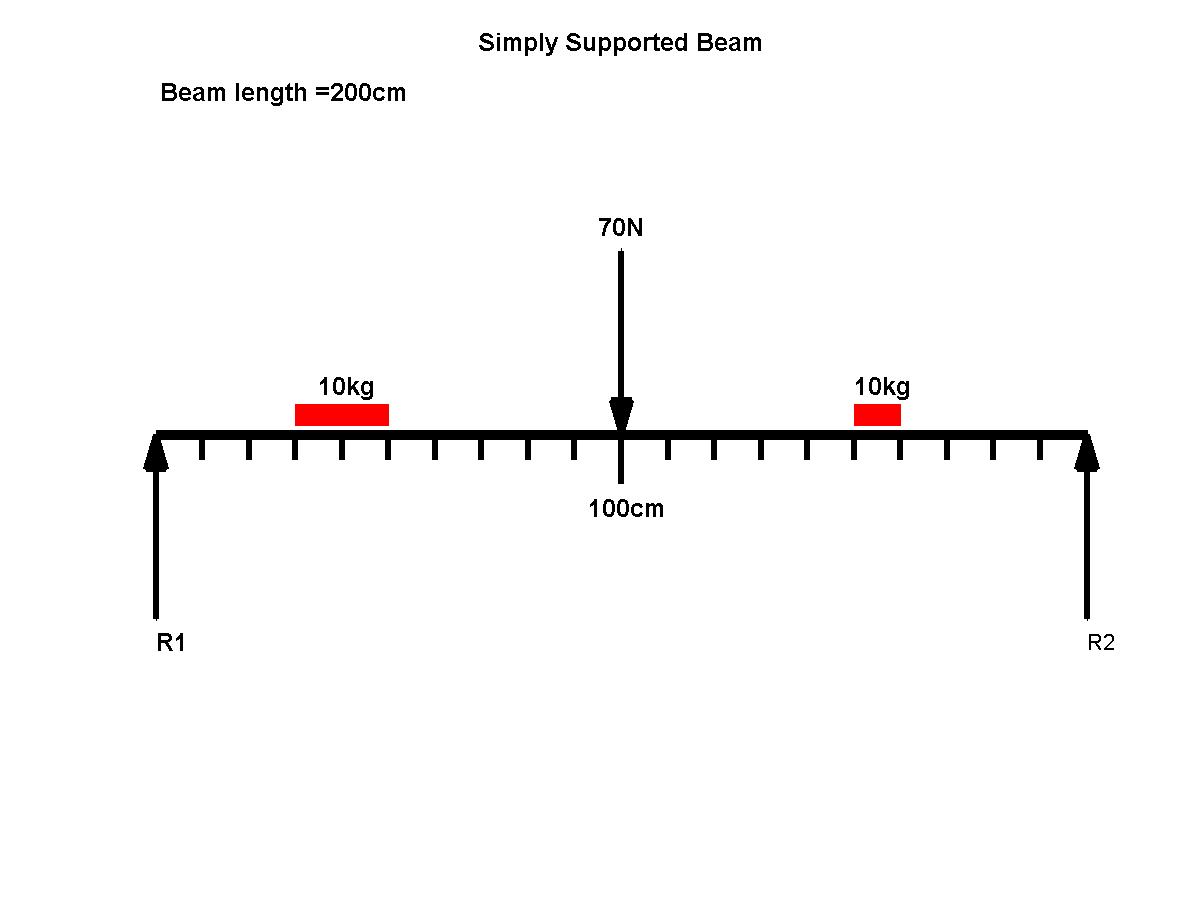 Simply Supported Beam
Beam length =200cm
70N
10kg
10kg
100cm
R1
R2